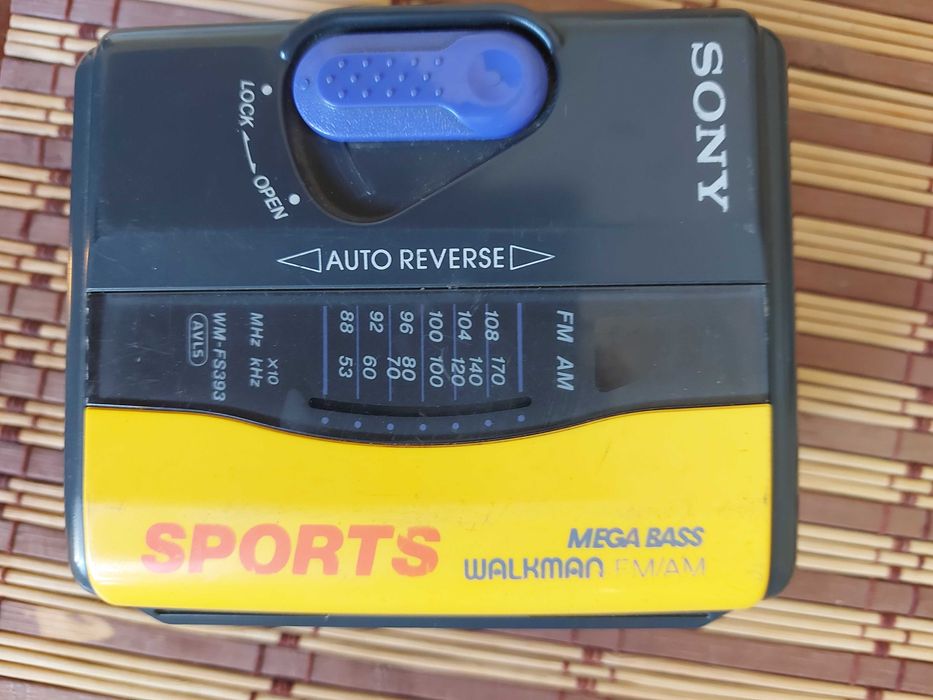 SONY
LOCK
OPEN
AUTO REVERSE
FM 108 104 100 96 92 88 MHz
AM 170 140 120 100 80 70 60 53 X10 kHz
WM-FS393
AVLS
SPORTS
MEGA BASS
WALKMAN FM/AM